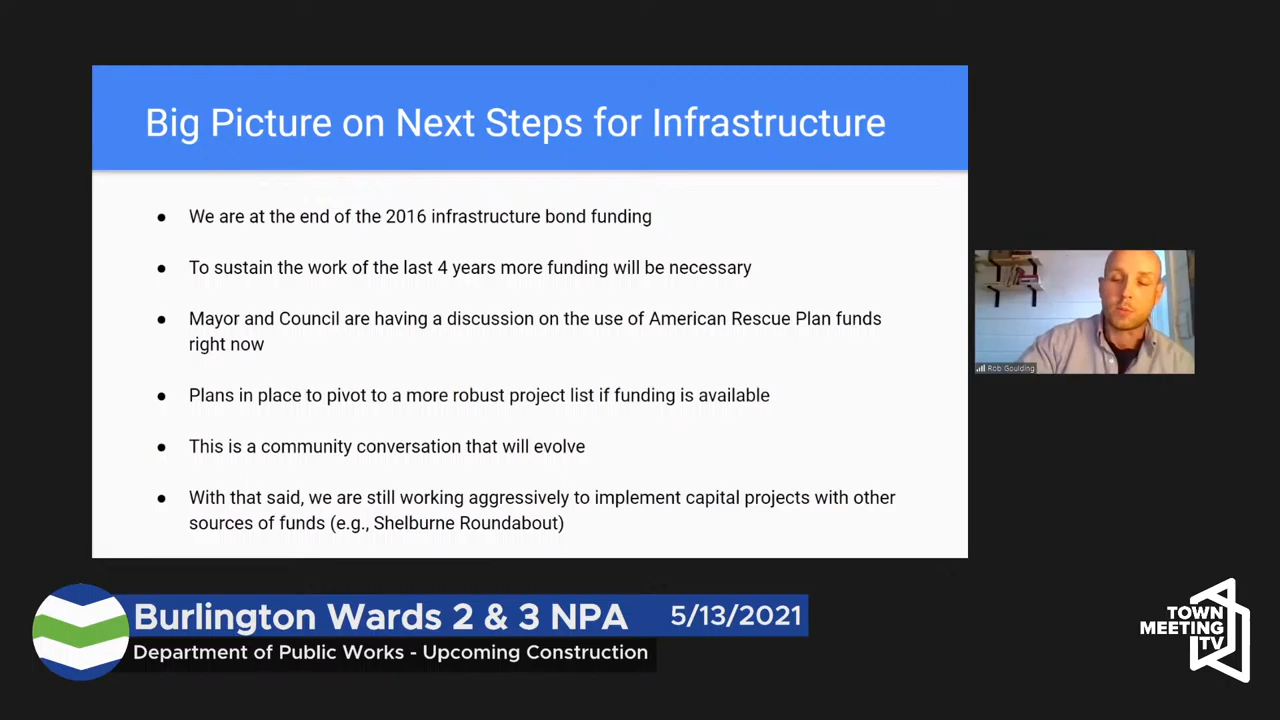 Big Picture on Next Steps for Infrastructure
● We are at the end of the 2016 infrastructure bond funding
● To sustain the work of the last 4 years more funding will be necessary
● Mayor and Council are having a discussion on the use of American Rescue Plan funds
right now
● Plans in place to pivot to a more robust project list if funding is available
● This is a community conversation that will evolve
● With that said, we are still working aggressively to implement capital projects with other
sources of funds (e.g., Shelburne Roundabout)
Rob Goulding
Burlington Wards 2 & 3 NPA 5/13/2021
Department of Public Works - Upcoming Construction
TOWN
MEETING
TV